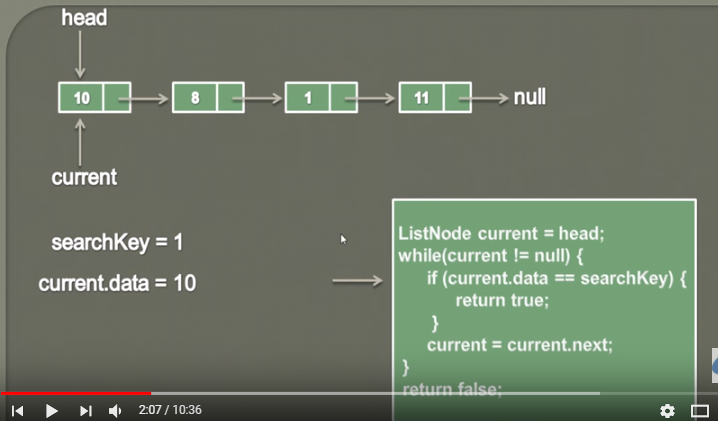 head
10 8 1 11 null
current
searchKey = 1
current.data = 10
ListNode current = head;
while(current != null) {
if (current.data == searchKey) {
return true;
}
current = current.next;
}
return false;
2:07 / 10:36